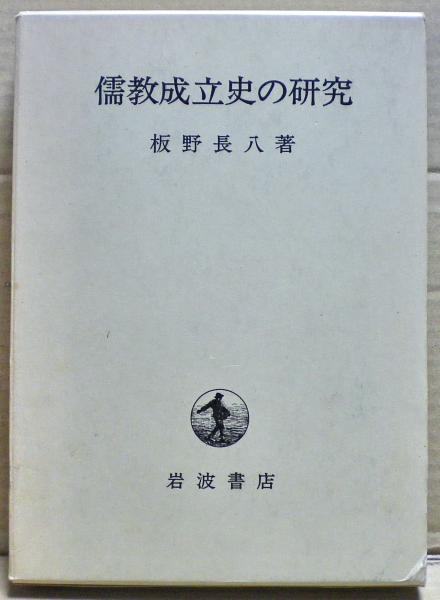 儒教成立史の研究
板野長八著
岩波書店